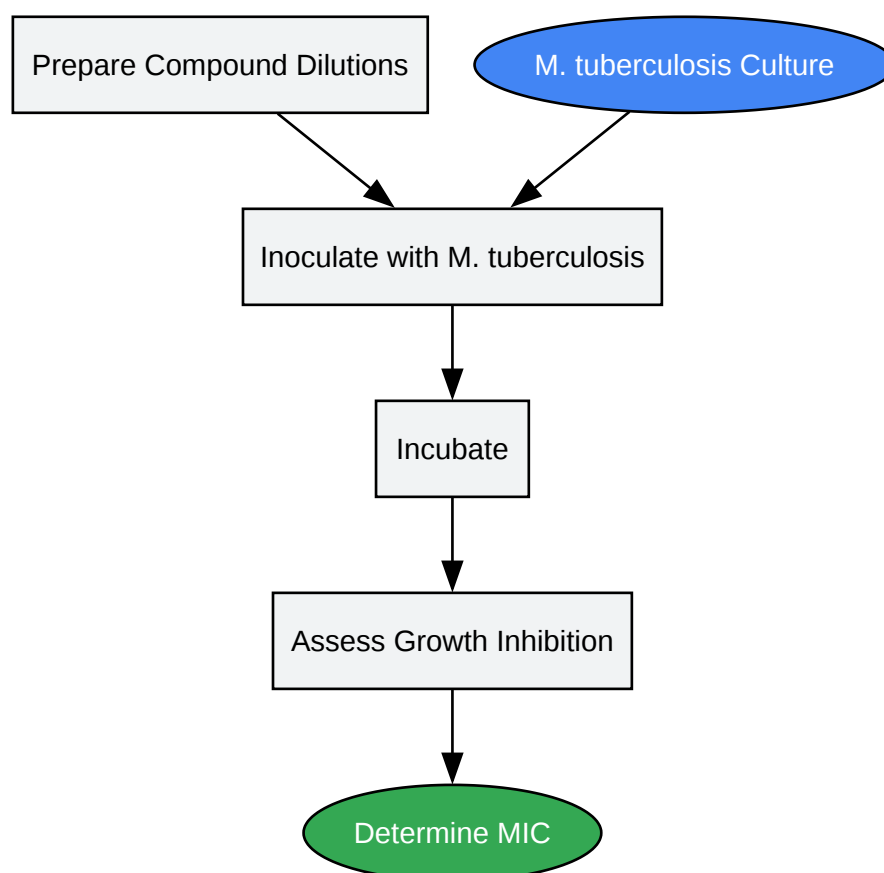 Prepare Compound Dilutions
M. tuberculosis Culture
Inoculate with M. tuberculosis
Incubate
Assess Growth Inhibition
Determine MIC